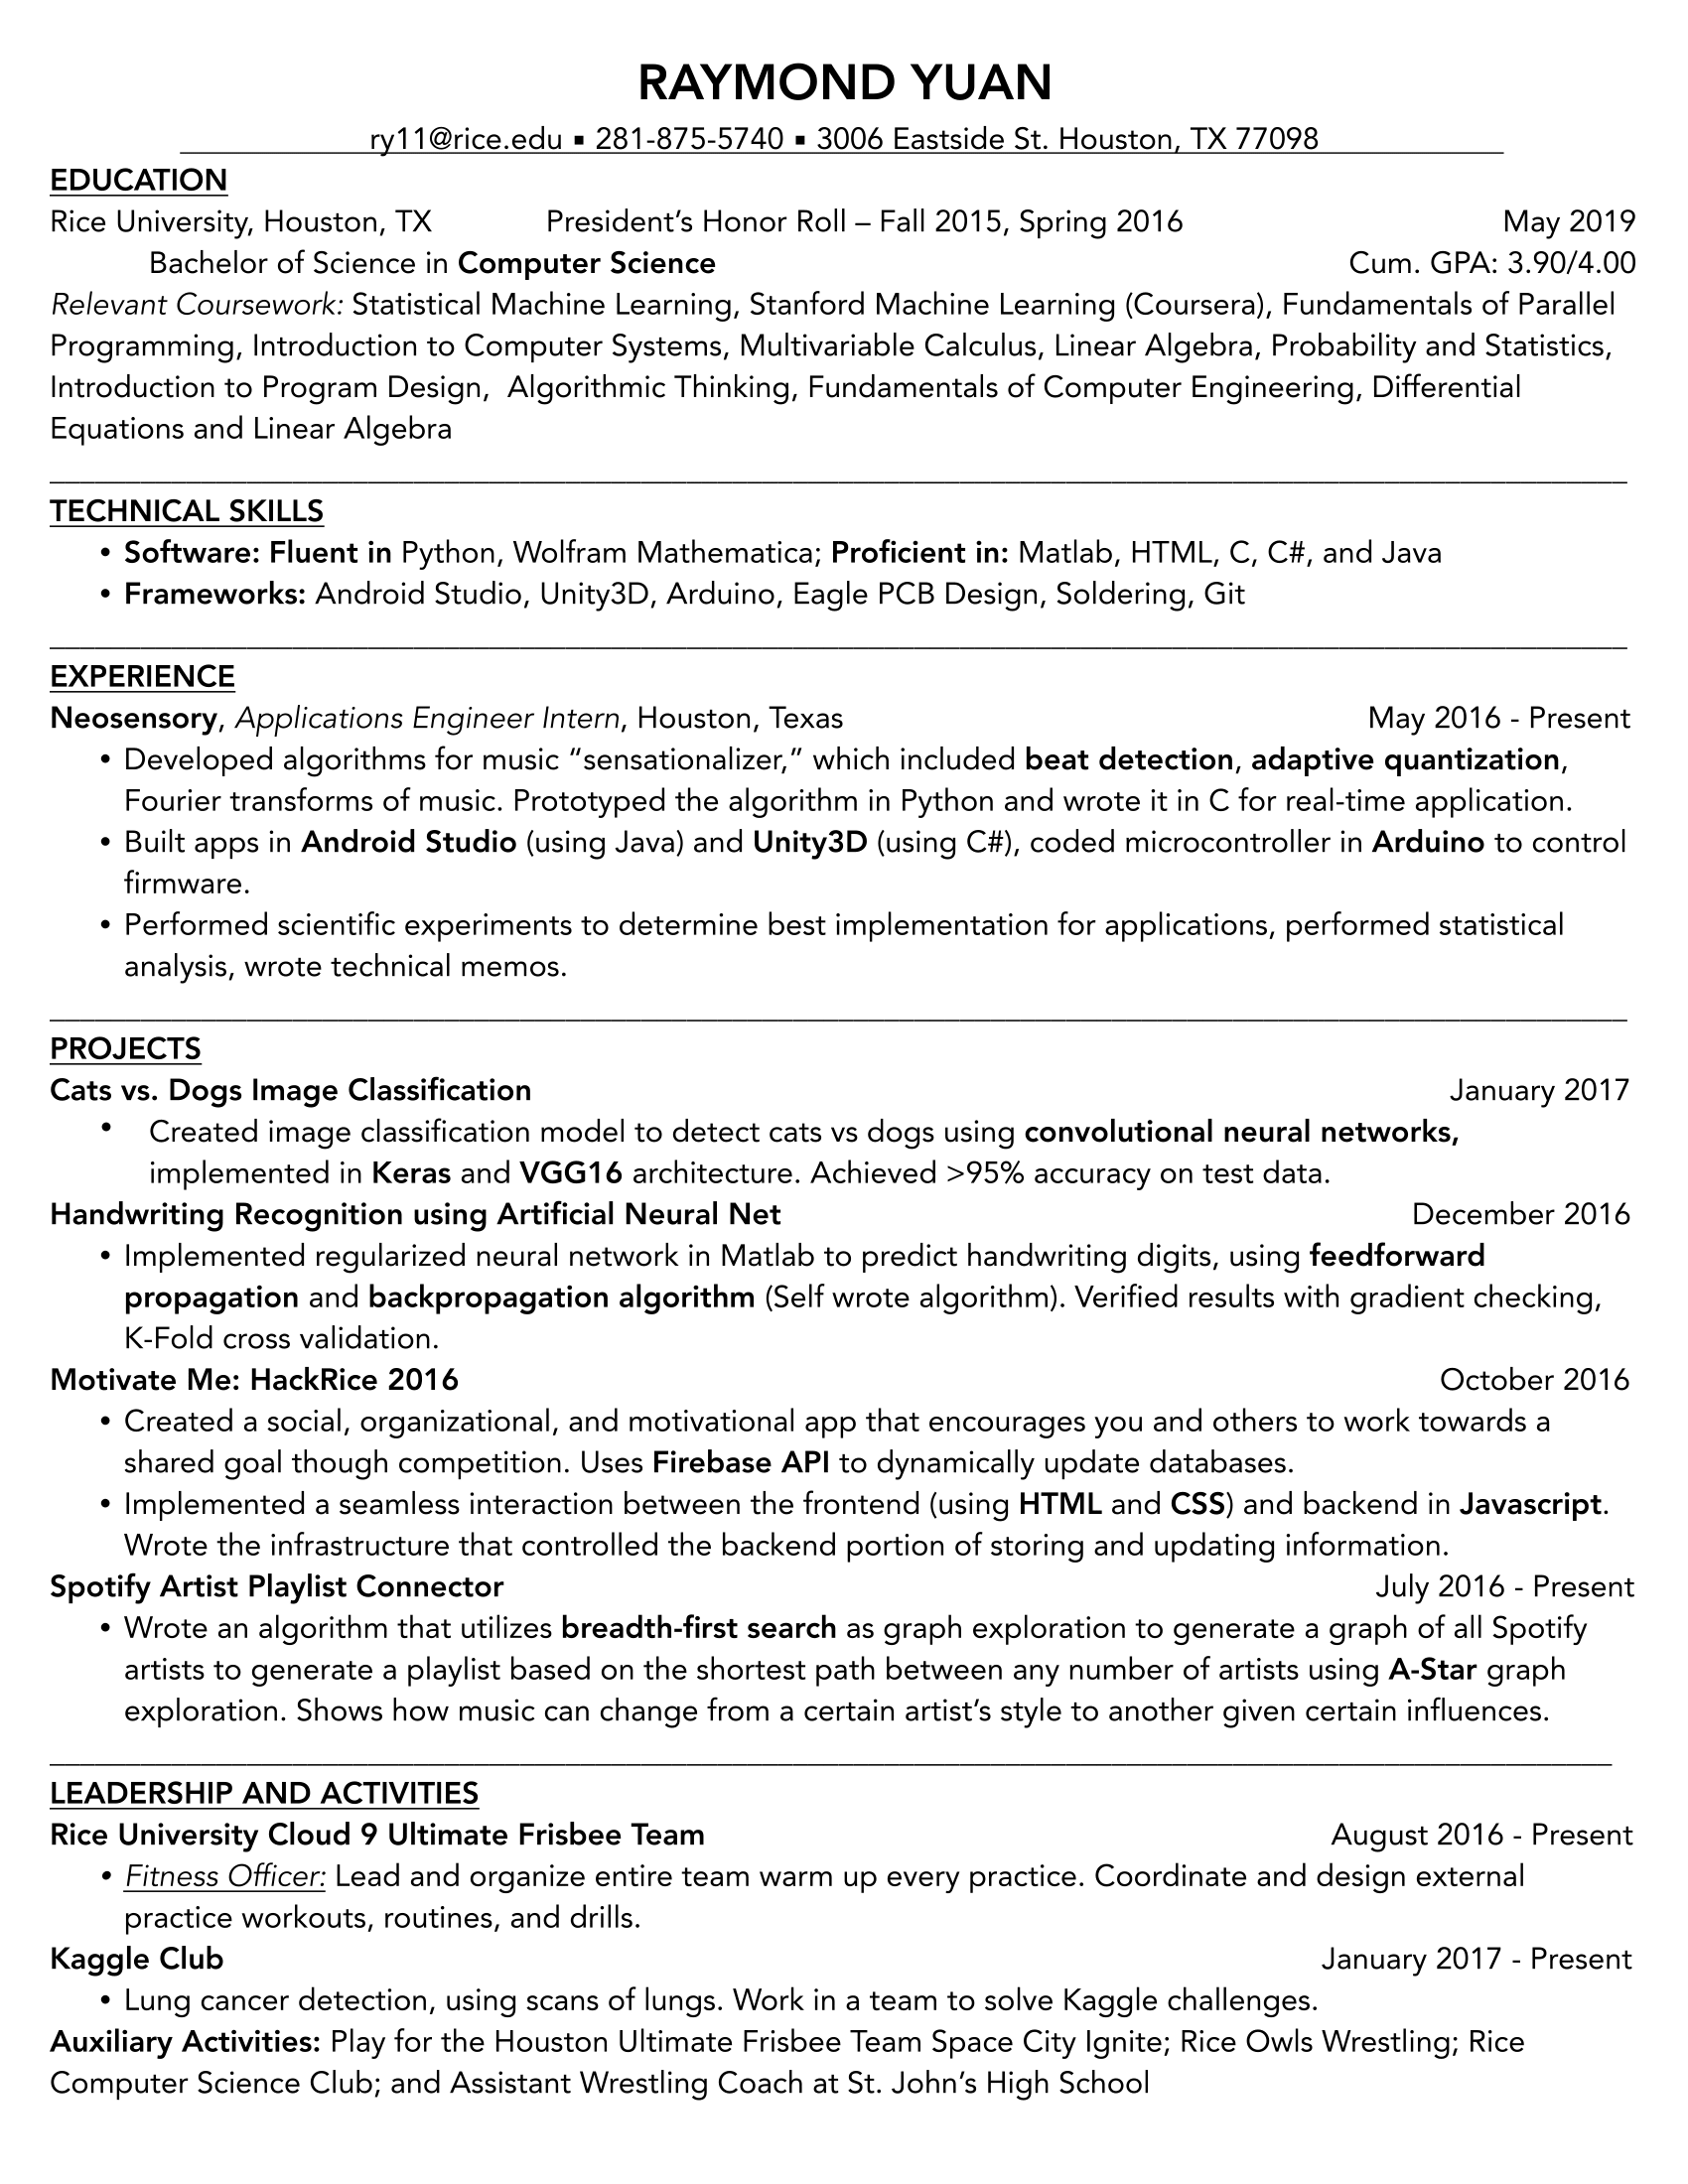 RAYMOND YUAN
ry11@rice.edu ▪ 281-875-5740 ▪ 3006 Eastside St. Houston, TX 77098
EDUCATION
Rice University, Houston, TX President’s Honor Roll – Fall 2015, Spring 2016 May 2019
Bachelor of Science in Computer Science Cum. GPA: 3.90/4.00
Relevant Coursework: Statistical Machine Learning, Stanford Machine Learning (Coursera), Fundamentals of Parallel
Programming, Introduction to Computer Systems, Multivariable Calculus, Linear Algebra, Probability and Statistics,
Introduction to Program Design, Algorithmic Thinking, Fundamentals of Computer Engineering, Differential
Equations and Linear Algebra
TECHNICAL SKILLS
• Software: Fluent in Python, Wolfram Mathematica; Proficient in: Matlab, HTML, C, C#, and Java
• Frameworks: Android Studio, Unity3D, Arduino, Eagle PCB Design, Soldering, Git
EXPERIENCE
Neosensory, Applications Engineer Intern, Houston, Texas May 2016 - Present
• Developed algorithms for music “sensationalizer,” which included beat detection, adaptive quantization,
Fourier transforms of music. Prototyped the algorithm in Python and wrote it in C for real-time application.
• Built apps in Android Studio (using Java) and Unity3D (using C#), coded microcontroller in Arduino to control
firmware.
• Performed scientific experiments to determine best implementation for applications, performed statistical
analysis, wrote technical memos.
PROJECTS
Cats vs. Dogs Image Classification January 2017
• Created image classification model to detect cats vs dogs using convolutional neural networks,
implemented in Keras and VGG16 architecture. Achieved >95% accuracy on test data.
Handwriting Recognition using Artificial Neural Net December 2016
• Implemented regularized neural network in Matlab to predict handwriting digits, using feedforward
propagation and backpropagation algorithm (Self wrote algorithm). Verified results with gradient checking,
K-Fold cross validation.
Motivate Me: HackRice 2016 October 2016
• Created a social, organizational, and motivational app that encourages you and others to work towards a
shared goal though competition. Uses Firebase API to dynamically update databases.
• Implemented a seamless interaction between the frontend (using HTML and CSS) and backend in Javascript.
Wrote the infrastructure that controlled the backend portion of storing and updating information.
Spotify Artist Playlist Connector July 2016 - Present
• Wrote an algorithm that utilizes breadth-first search as graph exploration to generate a graph of all Spotify
artists to generate a playlist based on the shortest path between any number of artists using A-Star graph
exploration. Shows how music can change from a certain artist’s style to another given certain influences.
LEADERSHIP AND ACTIVITIES
Rice University Cloud 9 Ultimate Frisbee Team August 2016 - Present
• Fitness Officer: Lead and organize entire team warm up every practice. Coordinate and design external
practice workouts, routines, and drills.
Kaggle Club January 2017 - Present
• Lung cancer detection, using scans of lungs. Work in a team to solve Kaggle challenges.
Auxiliary Activities: Play for the Houston Ultimate Frisbee Team Space City Ignite; Rice Owls Wrestling; Rice
Computer Science Club; and Assistant Wrestling Coach at St. John’s High School